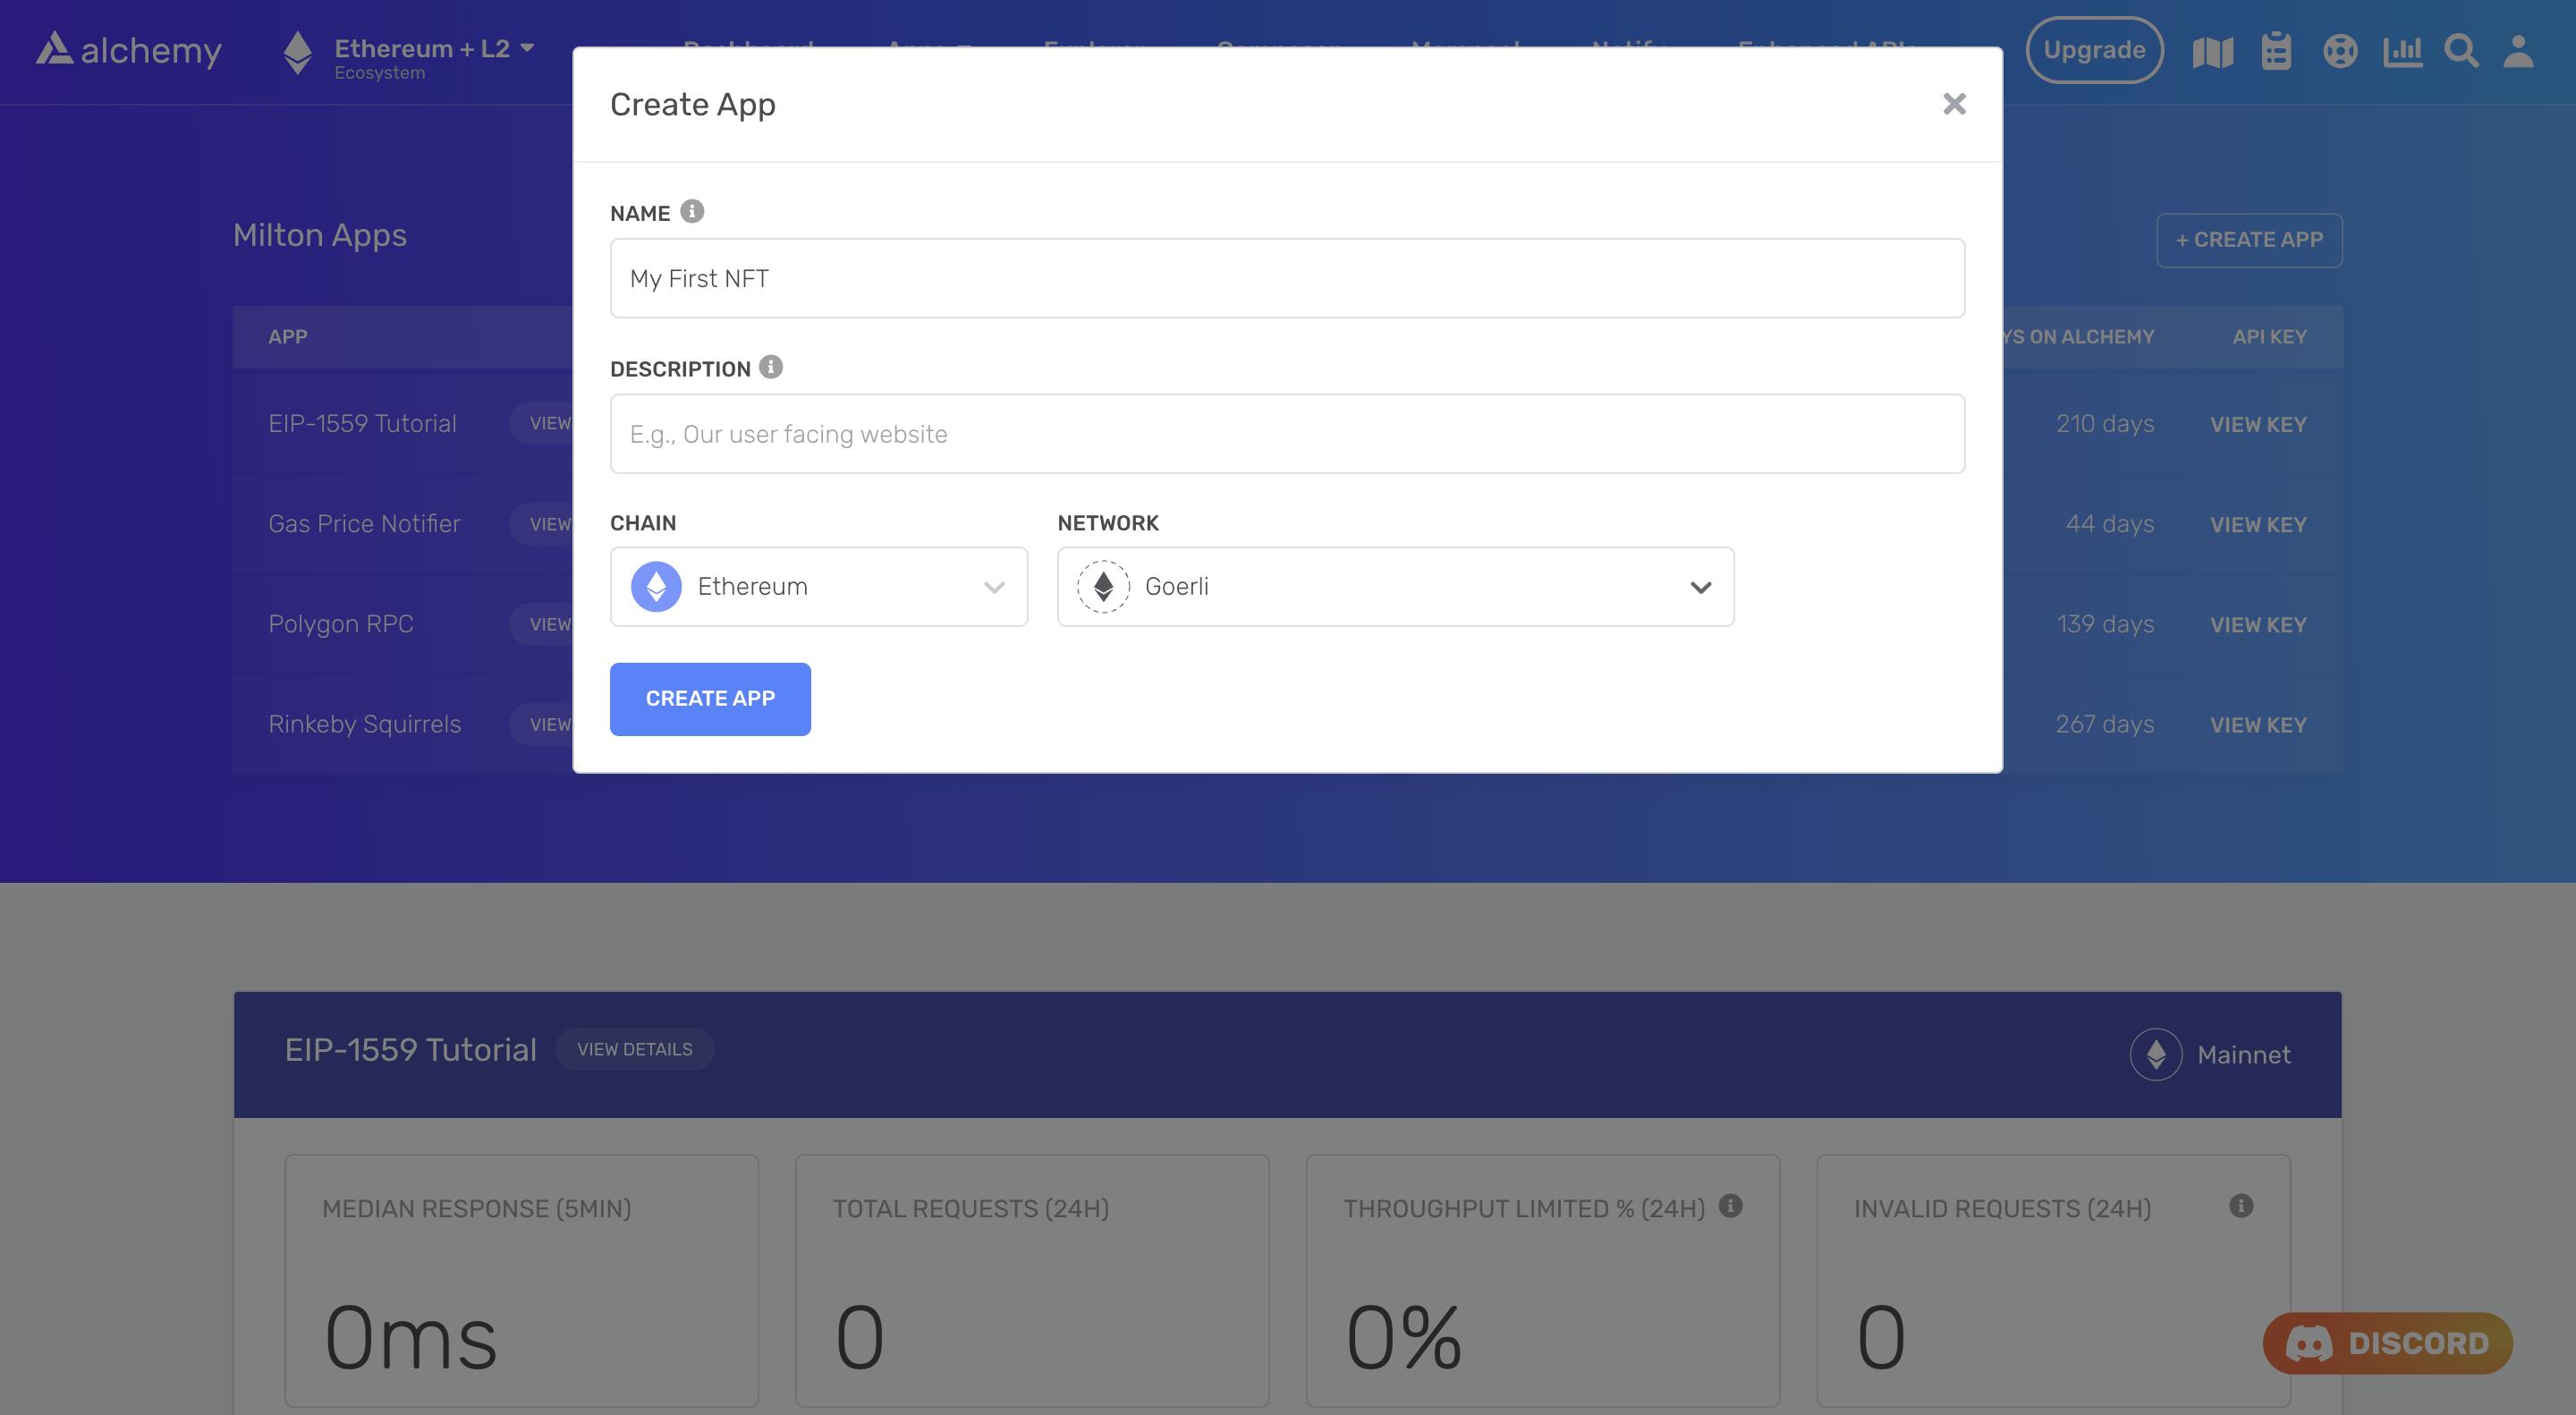 alchemy
Ethereum + L2
Ecosystem
Upgrade
Create App
NAME
My First NFT
DESCRIPTION
E.g., Our user facing website
CHAIN
NETWORK
Ethereum
Goerli
CREATE APP
Milton Apps
+ CREATE APP
APP
ON ALCHEMY
API KEY
EIP-1559 Tutorial
VIEW
210 days
VIEW KEY
Gas Price Notifier
VIEW
44 days
VIEW KEY
Polygon RPC
VIEW
139 days
VIEW KEY
Rinkeby Squirrels
VIEW
267 days
VIEW KEY
EIP-1559 Tutorial
VIEW DETAILS
Mainnet
MEDIAN RESPONSE (5MIN)
0ms
TOTAL REQUESTS (24H)
0
THROUGHPUT LIMITED % (24H)
0%
INVALID REQUESTS (24H)
0
DISCORD